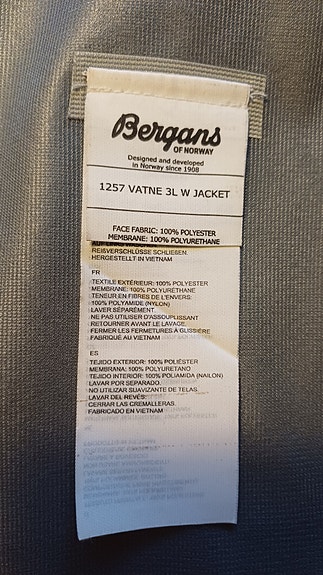 Bergans
OF NORWAY
Designed and developed
in Norway since 1908
1257 VATNE 3L W JACKET
FACE FABRIC: 100% POLYESTER
MEMBRANE: 100% POLYURETHANE
AUF LINKS
REIßVERSCHLÜSSE SCHLIEßEN.
HERGESTELLT IN VIETNAM
FR
TEXTILE EXTÉRIEUR: 100% POLYESTER
MEMBRANE: 100% POLYURÉTHANE
TENEUR EN FIBRES DE L'ENVERS:
100% POLYAMIDE (NYLON)
LAVER SÉPARÉMENT.
NE PAS UTILISER D'ASSOUPLISSANT
RETOURNER AVANT LE LAVAGE.
FERMER LES FERMETURES À GLISSIÈRE
FABRIQUÉ AU VIETNAM
ES
TEJIDO EXTERIOR: 100% POLIÉSTER
MEMBRANA: 100% POLIURETANO
TEJIDO INTERIOR: 100% POLIAMIDA (NAILON)
LAVAR POR SEPARADO.
NO UTILIZAR SUAVIZANTE DE TELAS.
LAVAR DEL REVÉS.
CERRAR LAS CREMALLERAS.
FABRICADO EN VIETNAM